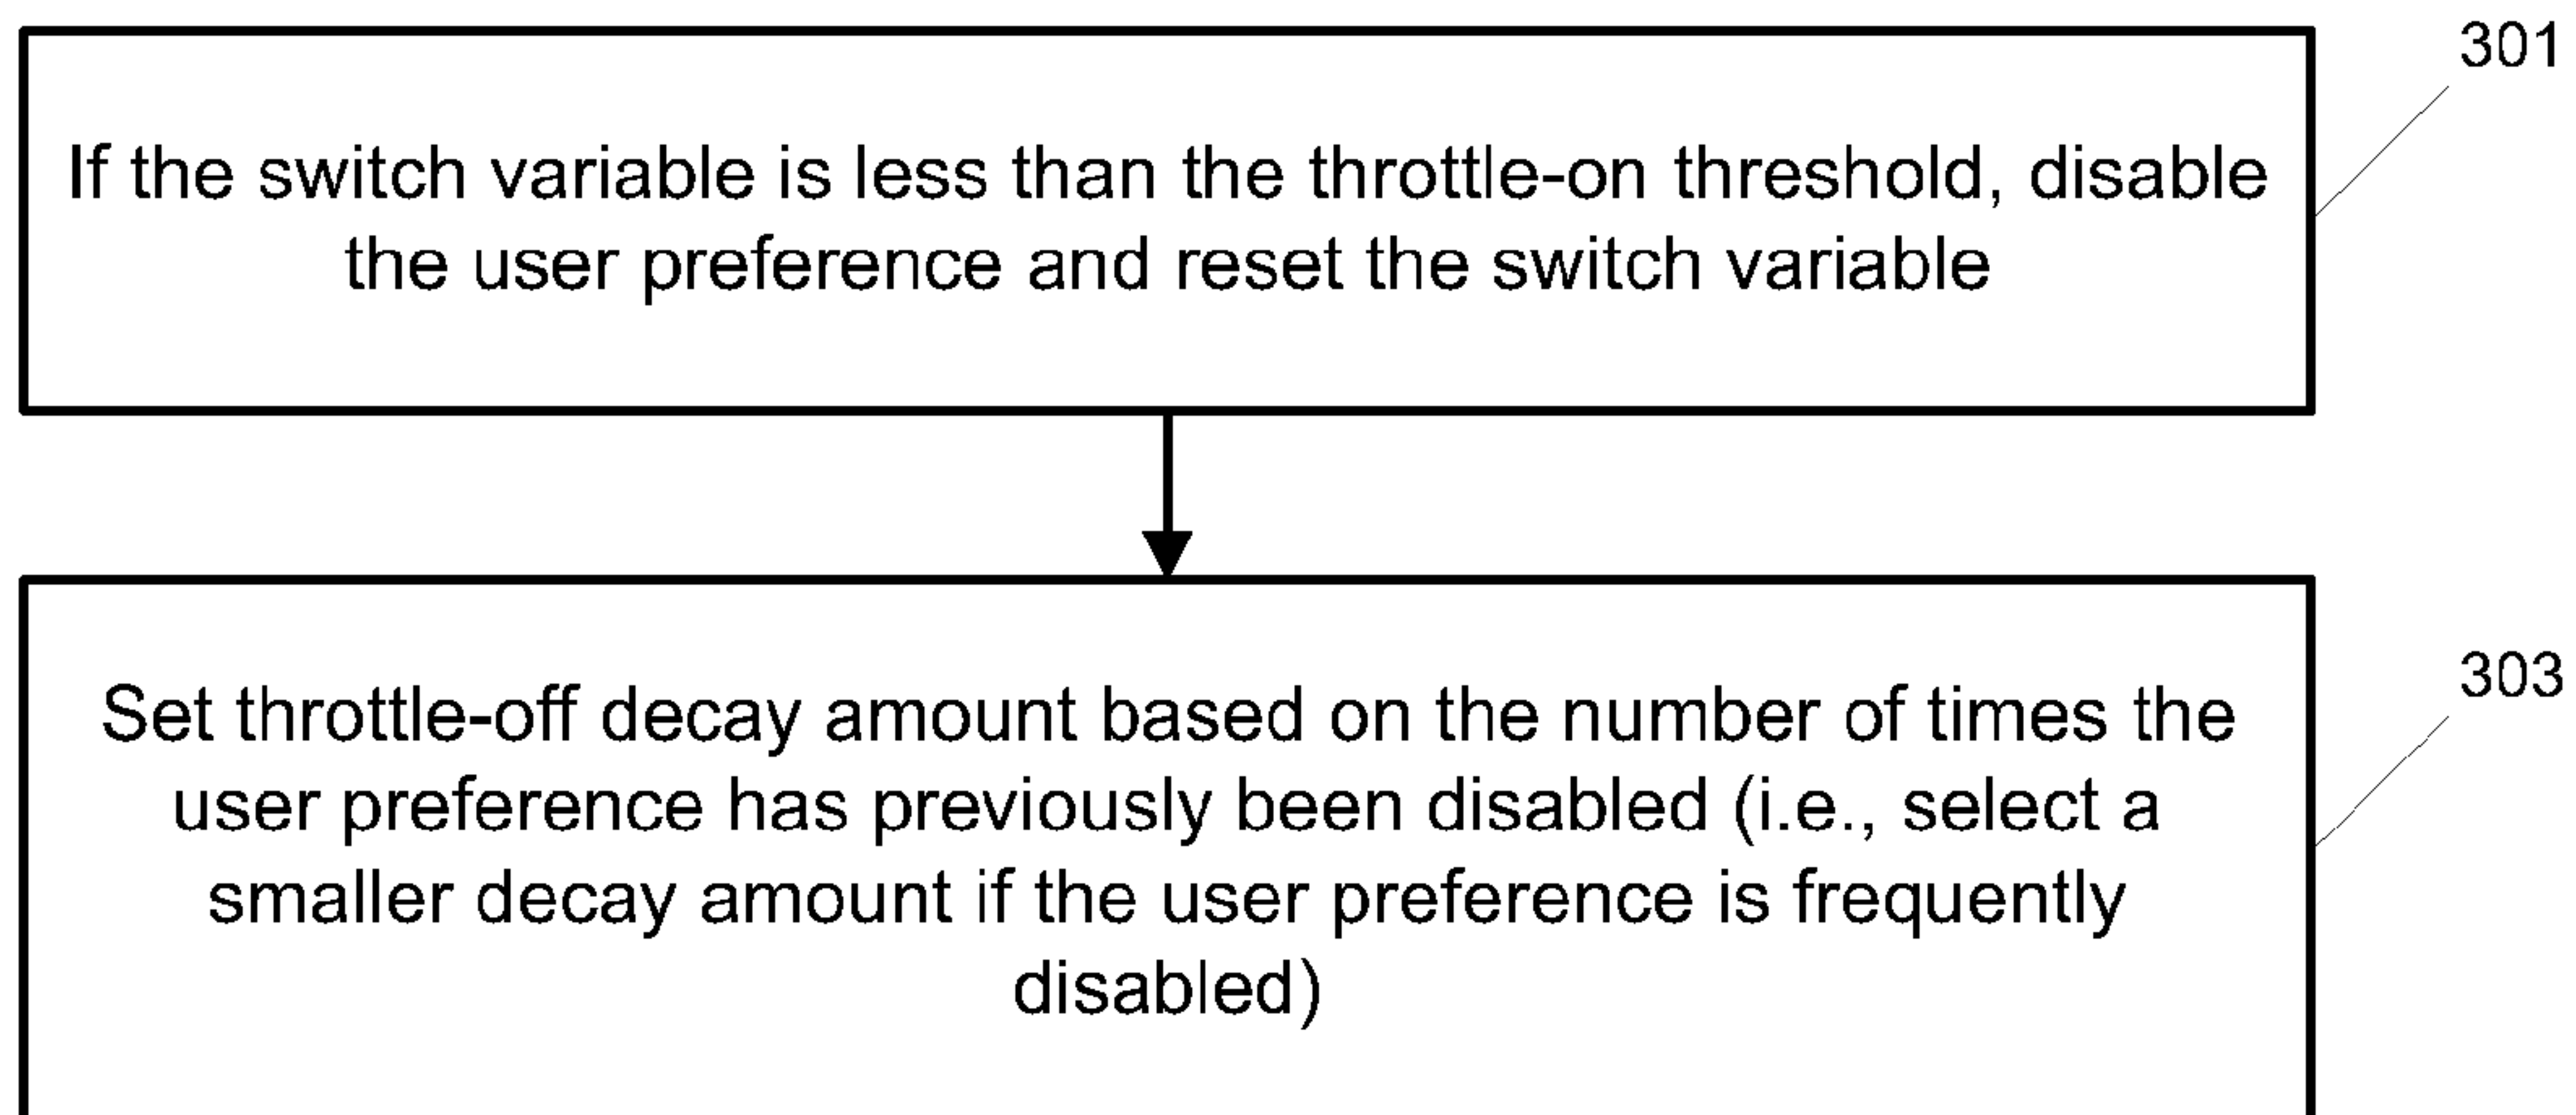 301
If the switch variable is less than the throttle-on threshold, disable
the user preference and reset the switch variable
303
Set throttle-off decay amount based on the number of times the
user preference has previously been disabled (i.e., select a
smaller decay amount if the user preference is frequently
disabled)